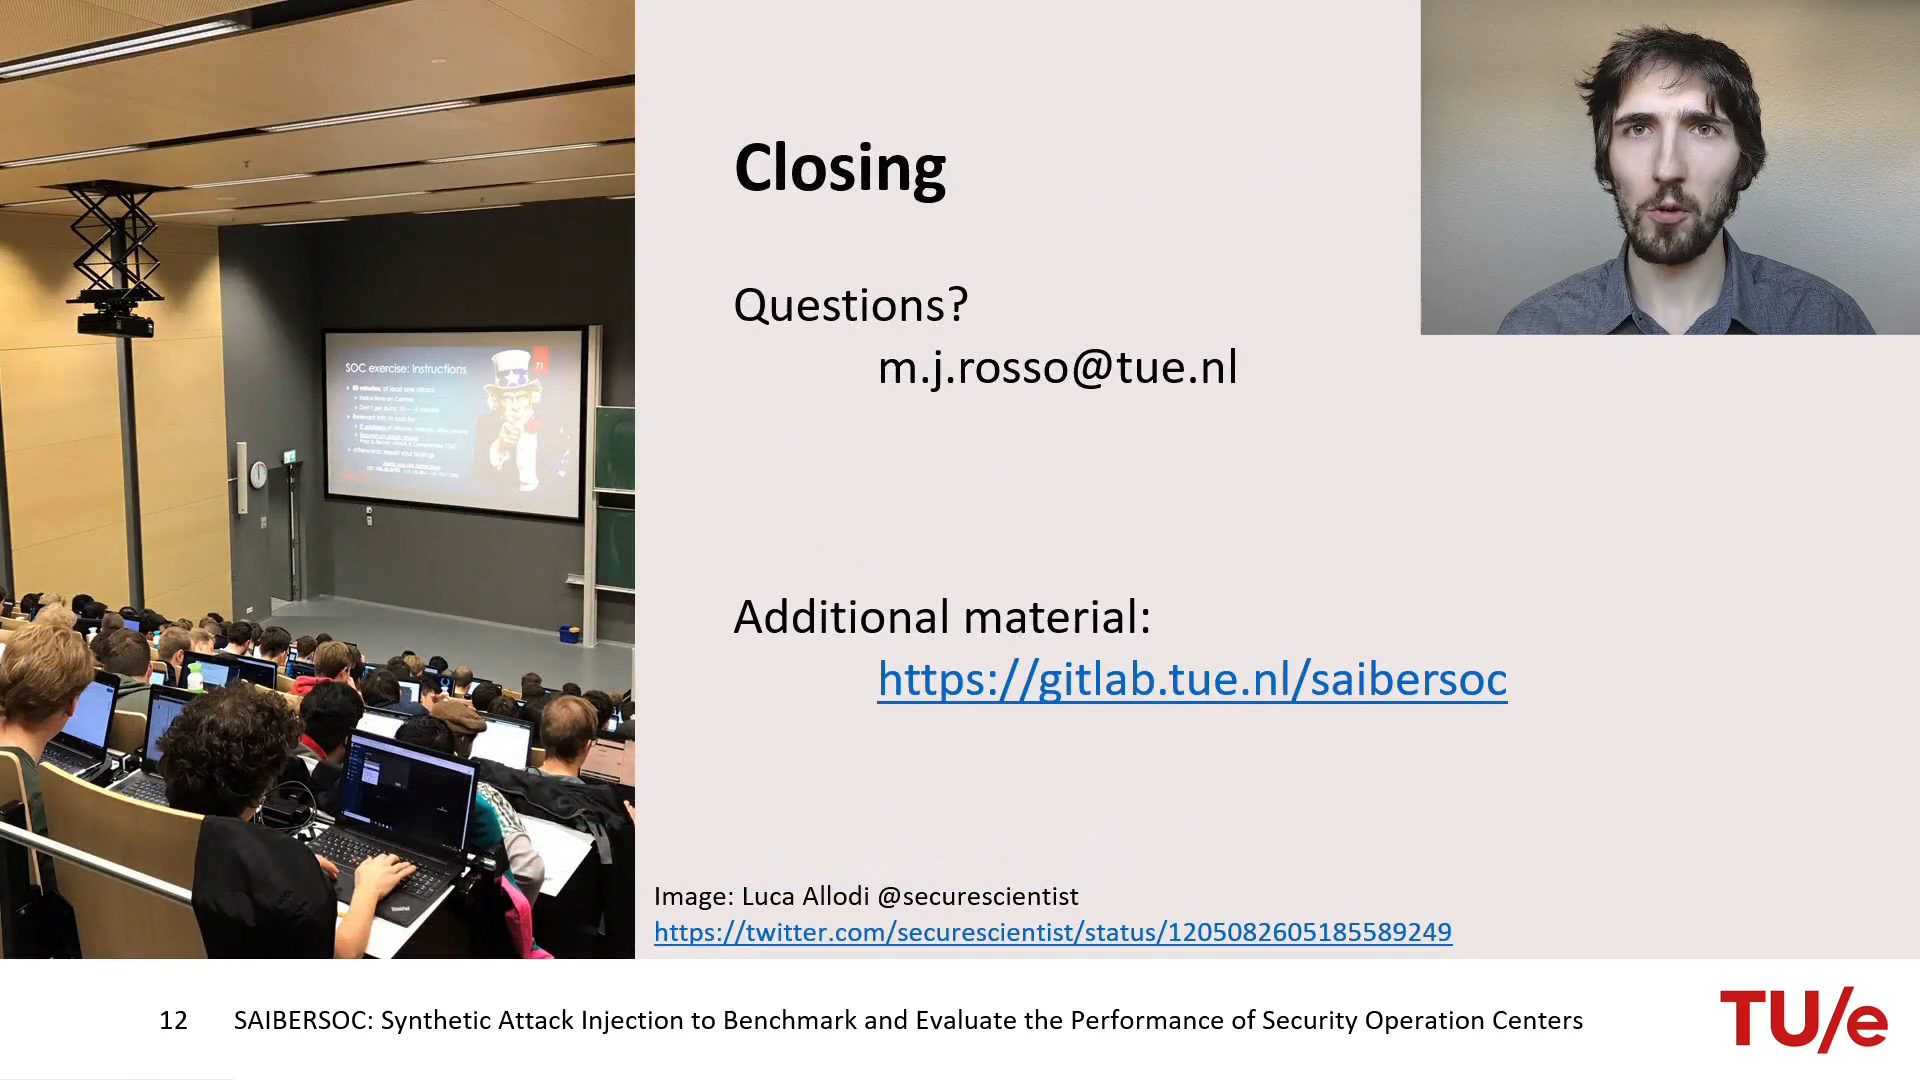 SOC exercise: Instructions
71
Closing
Questions?
m.j.rosso@tue.nl
Additional material:
https://gitlab.tue.nl/saibersoc
Image: Luca Allodi @securescientist
https://twitter.com/securescientist/status/1205082605185589249
12 SAIBERSOC: Synthetic Attack Injection to Benchmark and Evaluate the Performance of Security Operation Centers
TU/e